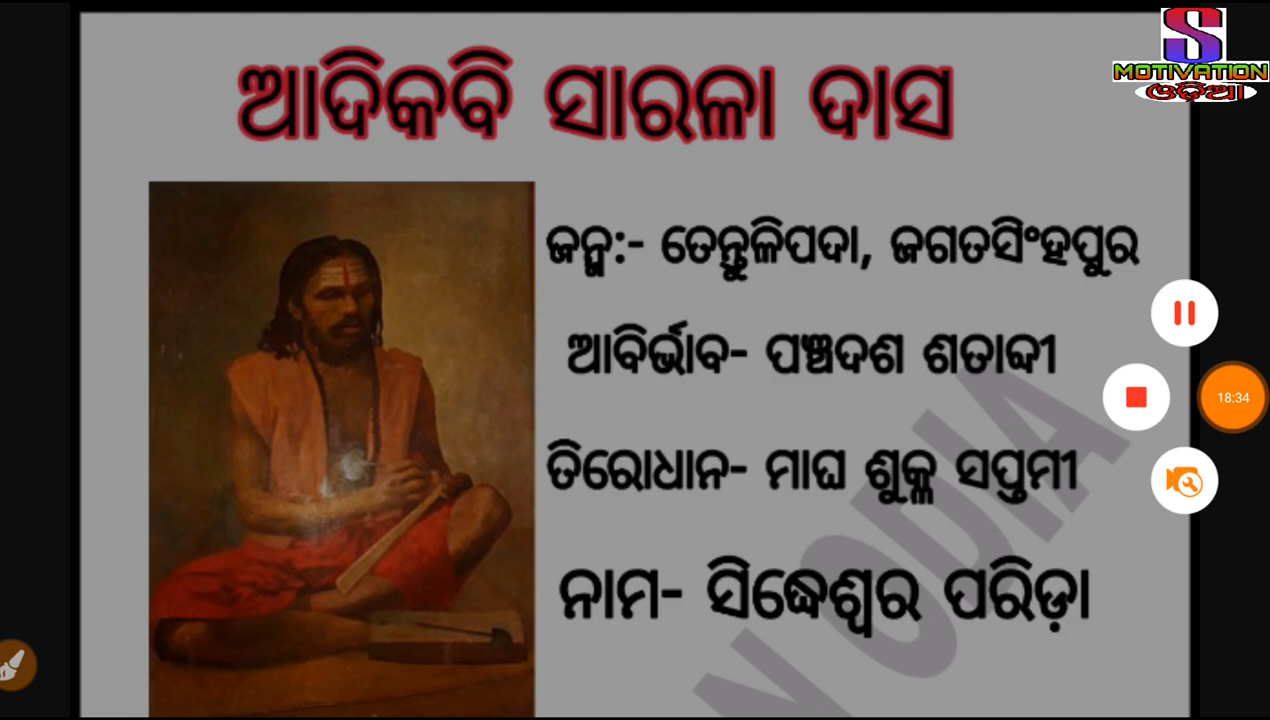 S
MOTIVATION
ଓଡ଼ିଆ
ଆଦିକବି ସାରଳା ଦାସ
ଜନ୍ମ:- ତେନ୍ତୁଳିପଦା, ଜଗତସିଂହପୁର
ଆବିର୍ଭାବ- ପଞ୍ଚଦଶ ଶତାବ୍ଦୀ
ତିରୋଧାନ- ମାଘ ଶୁକ୍ଳ ସପ୍ତମୀ
ନାମ- ସିଦ୍ଧେଶ୍ୱର ପରିଡ଼ା
18:34
N ODIA